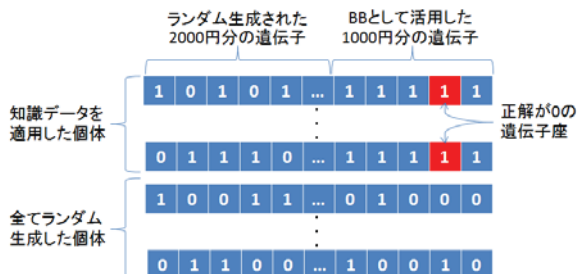 ランダム生成された
2000円分の遺伝子
BBとして活用した
1000円分の遺伝子
知識データを
適用した個体
1 0 1 0 1 ... 1 1 1 1 1
正解が0の
遺伝子座
0 1 1 1 0 ... 1 1 1 1 1
全てランダム
生成した個体
1 0 0 1 1 ... 0 1 0 0 0
0 1 1 0 0 ... 1 0 0 1 0